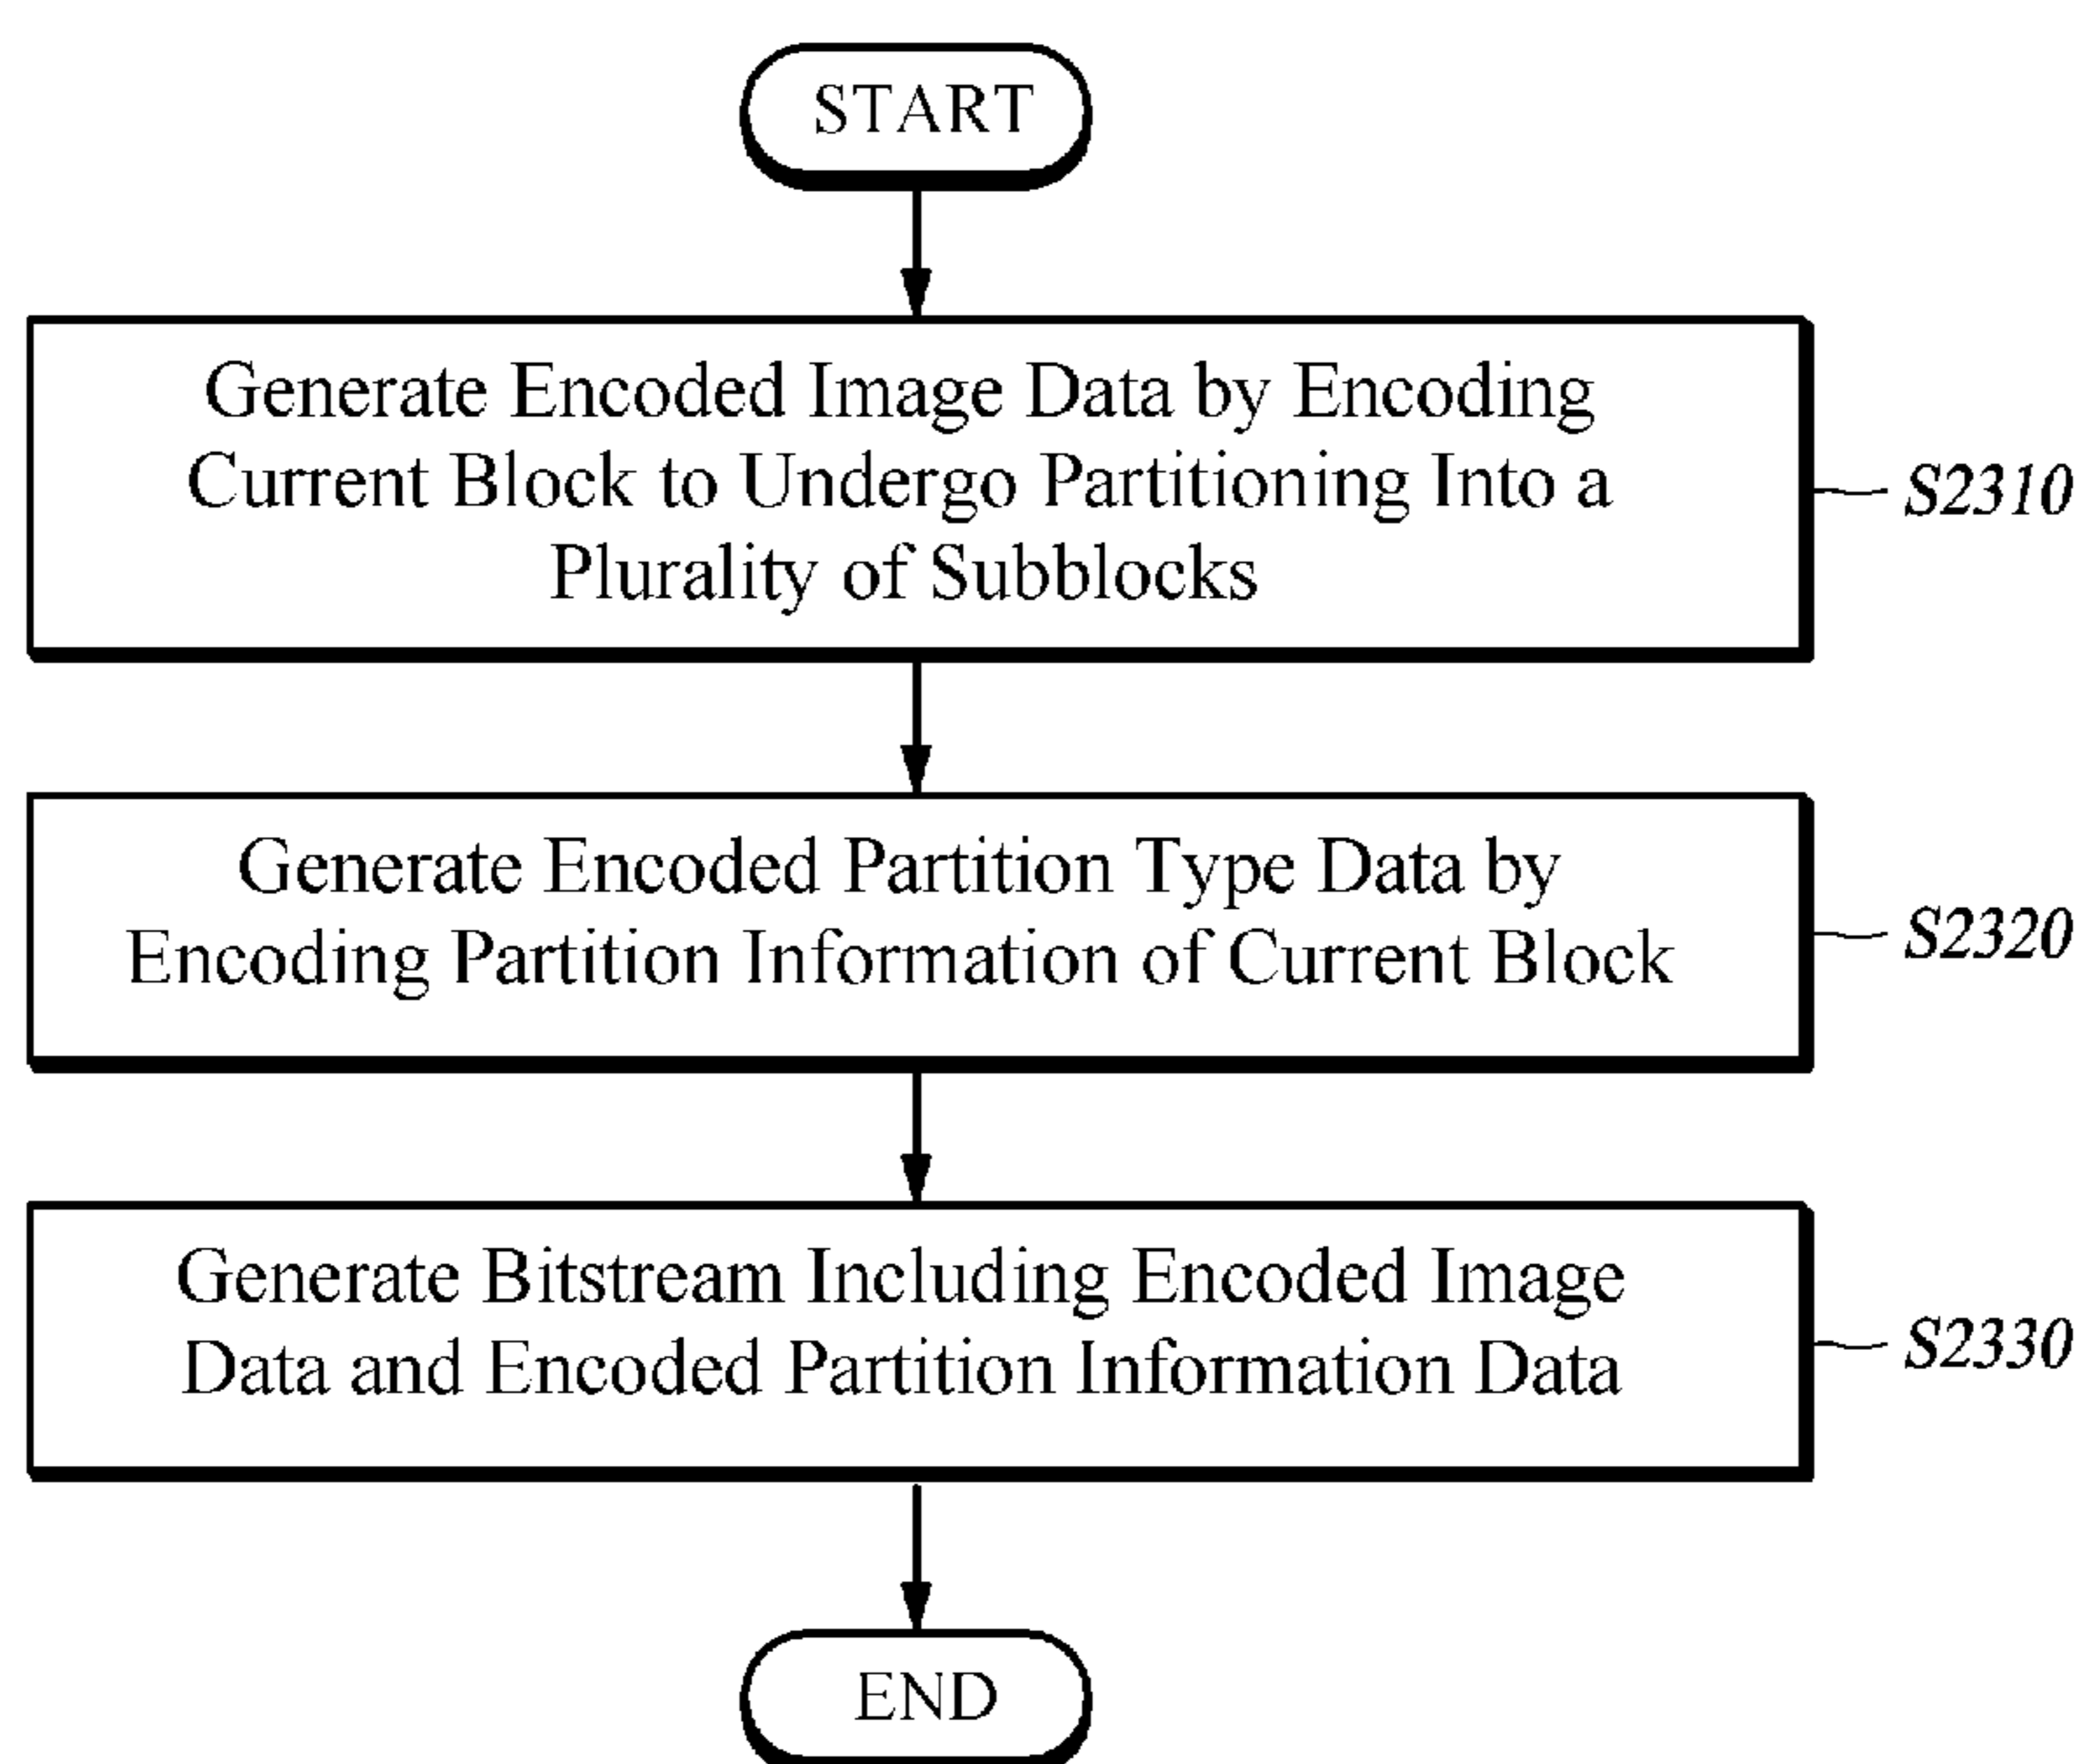 START
Generate Encoded Image Data by Encoding
Current Block to Undergo Partitioning Into a
Plurality of Subblocks
S2310
Generate Encoded Partition Type Data by
Encoding Partition Information of Current Block
S2320
Generate Bitstream Including Encoded Image
Data and Encoded Partition Information Data
S2330
END